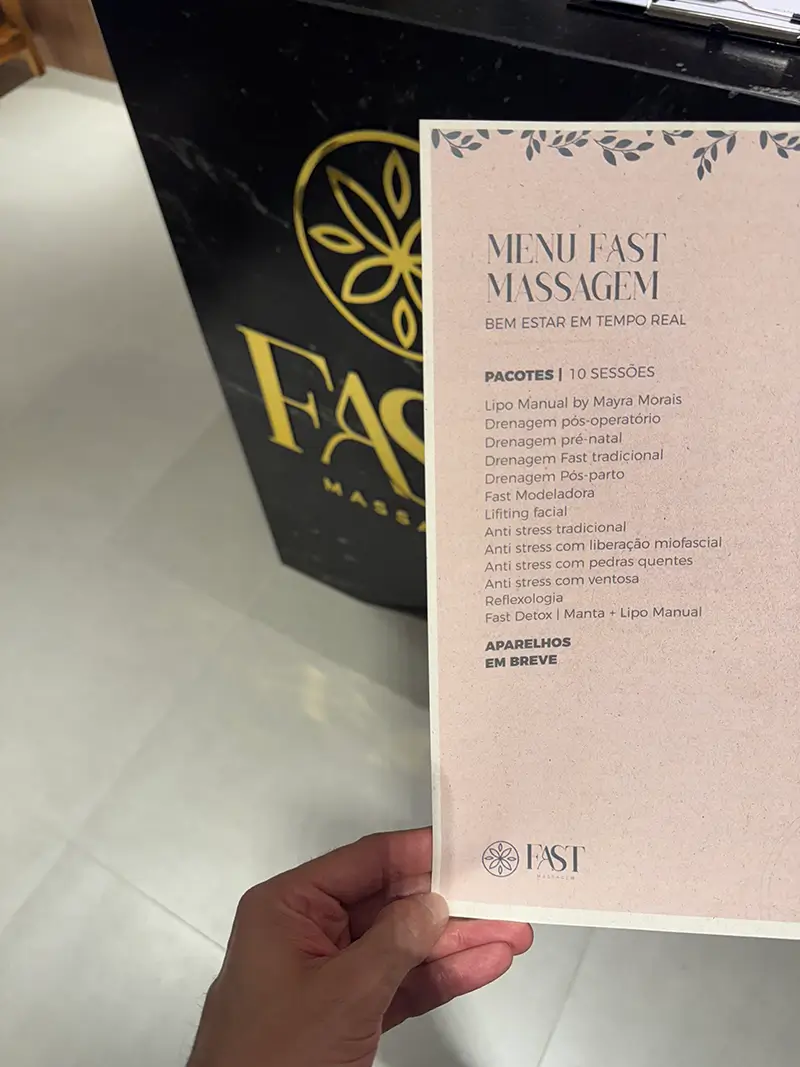 FAS
MASSA
MENU FAST
MASSAGEM
BEM ESTAR EM TEMPO REAL
PACOTES | 10 SESSÕES
Lipo Manual by Mayra Morais
Drenagem pós-operatório
Drenagem pré-natal
Drenagem Fast tradicional
Drenagem Pós-parto
Fast Modeladora
Lifiting facial
Anti stress tradicional
Anti stress com liberação miofascial
Anti stress com pedras quentes
Anti stress com ventosa
Reflexologia
Fast Detox | Manta + Lipo Manual
APARELHOS
EM BREVE
FAST
MASSAGEM